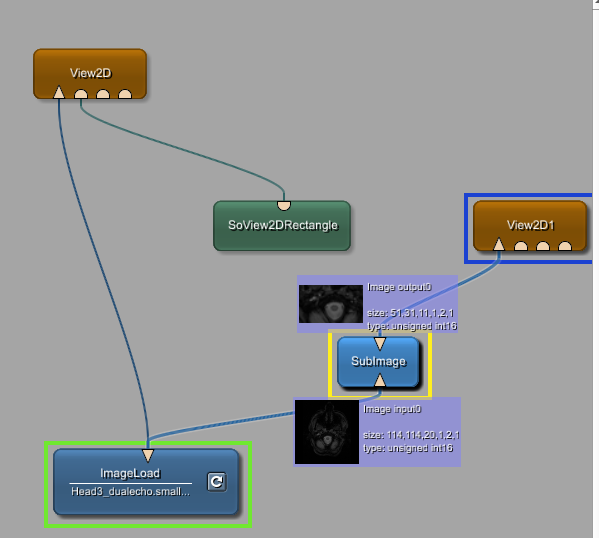 View2D
SoView2DRectangle
View2D1
Image output0
size: 51,31,11,1,2,1
type: unsigned int16
SubImage
Image input0
size: 114,114,20,1,2,1
type: unsigned int16
ImageLoad
Head3_dualecho.small...